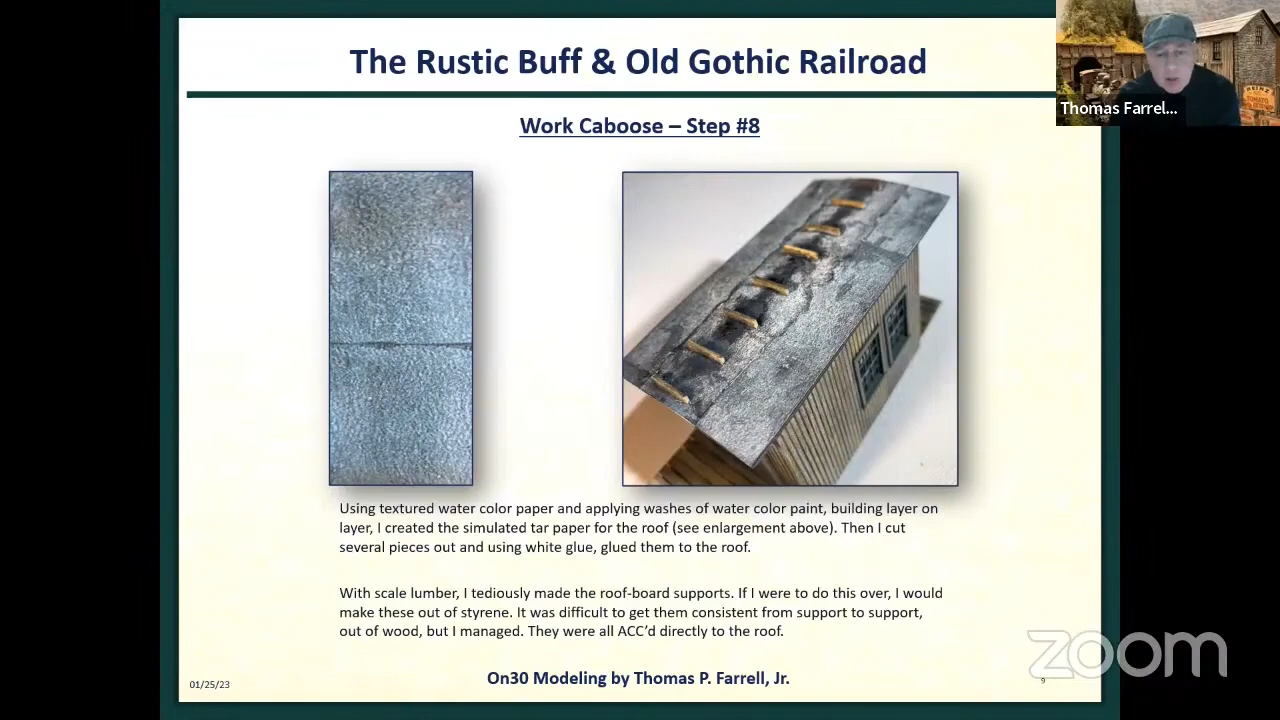 The Rustic Buff & Old Gothic Railroad
Thomas Farrel...
HEINZ
TOMATO
Work Caboose – Step #8
Using textured water color paper and applying washes of water color paint, building layer on
layer, I created the simulated tar paper for the roof (see enlargement above). Then I cut
several pieces out and using white glue, glued them to the roof.
With scale lumber, I tediously made the roof-board supports. If I were to do this over, I would
make these out of styrene. It was difficult to get them consistent from support to support,
out of wood, but I managed. They were all ACC’d directly to the roof.
zoom
01/25/23
On30 Modeling by Thomas P. Farrell, Jr.
9